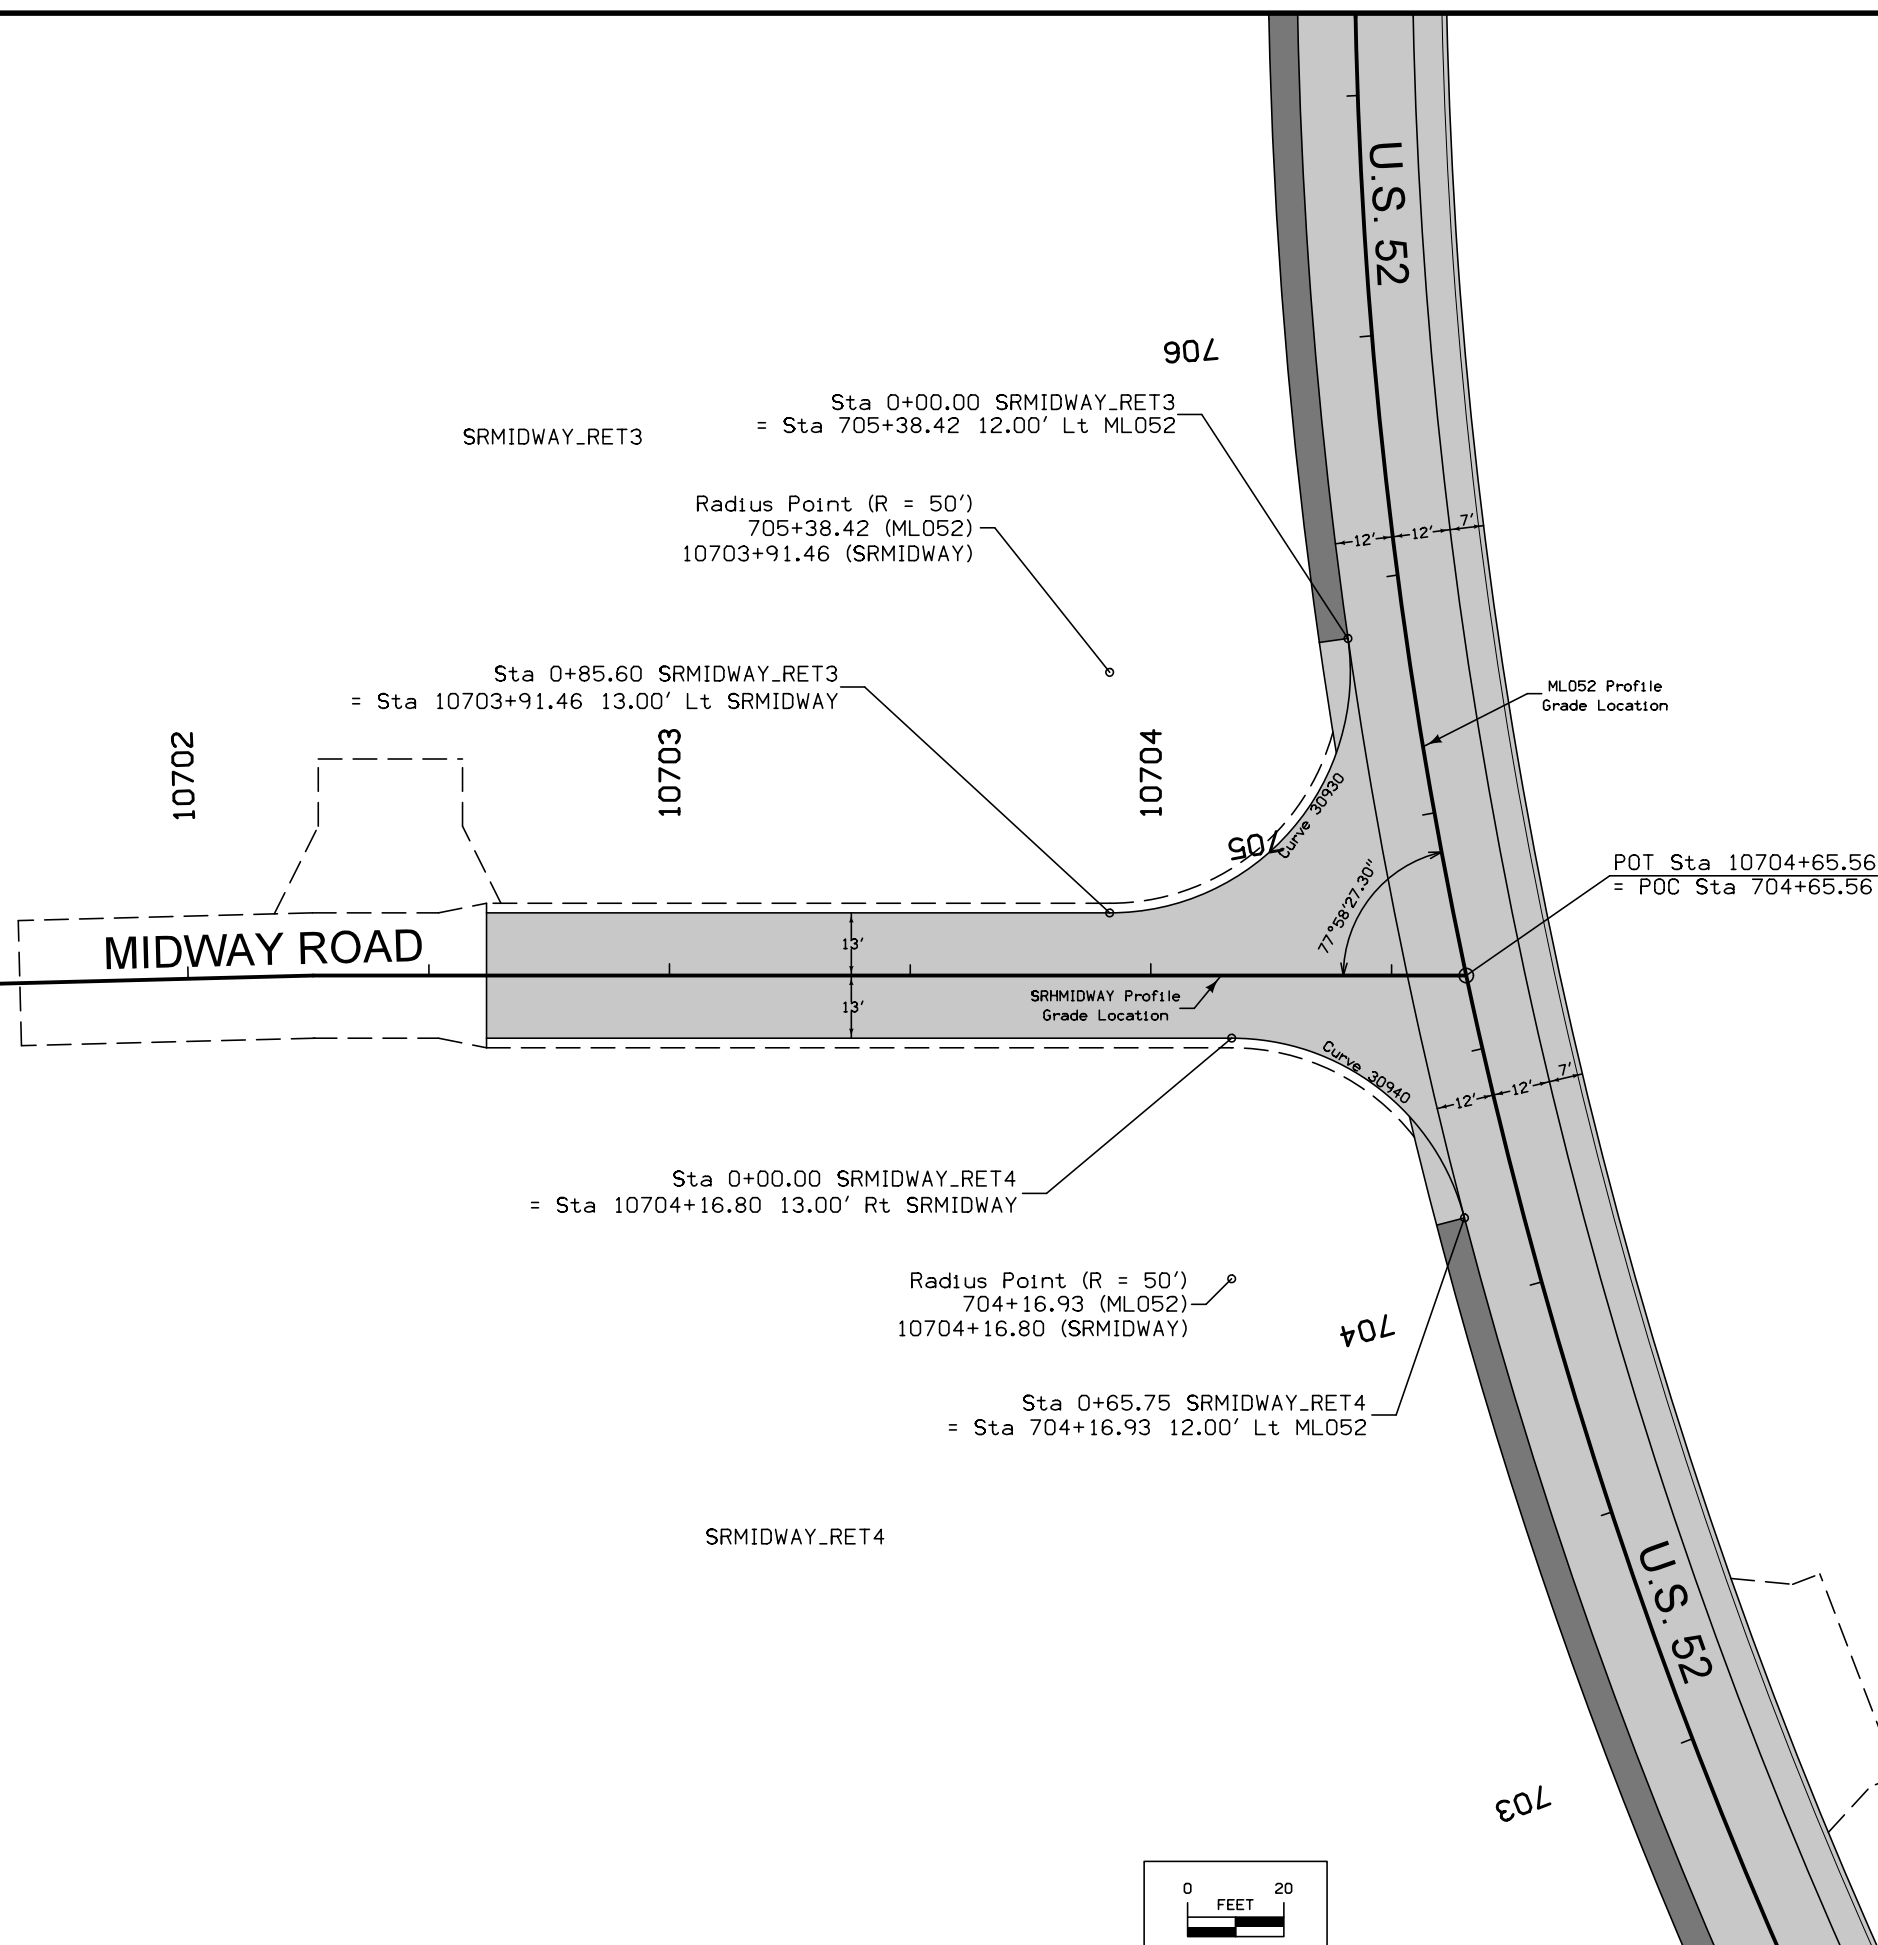 U.S. 52
706
Sta 0+00.00 SRMIDWAY_RET3
= Sta 705+38.42 12.00' Lt ML052
SRMIDWAY_RET3
Radius Point (R = 50')
705+38.42 (ML052)
10703+91.46 (SRMIDWAY)
12'
12'
7'
Sta 0+85.60 SRMIDWAY_RET3
= Sta 10703+91.46 13.00' Lt SRMIDWAY
ML052 Profile
Grade Location
10702
10703
10704
Curve 30930
705
POT Sta 10704+65.56
= POC Sta 704+65.56
77°58'27.30"
MIDWAY ROAD
13'
13'
SRHMIDWAY Profile
Grade Location
Curve 30940
12'
12'
7'
Sta 0+00.00 SRMIDWAY_RET4
= Sta 10704+16.80 13.00' Rt SRMIDWAY
Radius Point (R = 50')
704+16.93 (ML052)
10704+16.80 (SRMIDWAY)
704
Sta 0+65.75 SRMIDWAY_RET4
= Sta 704+16.93 12.00' Lt ML052
SRMIDWAY_RET4
U.S. 52
703
0 20
FEET